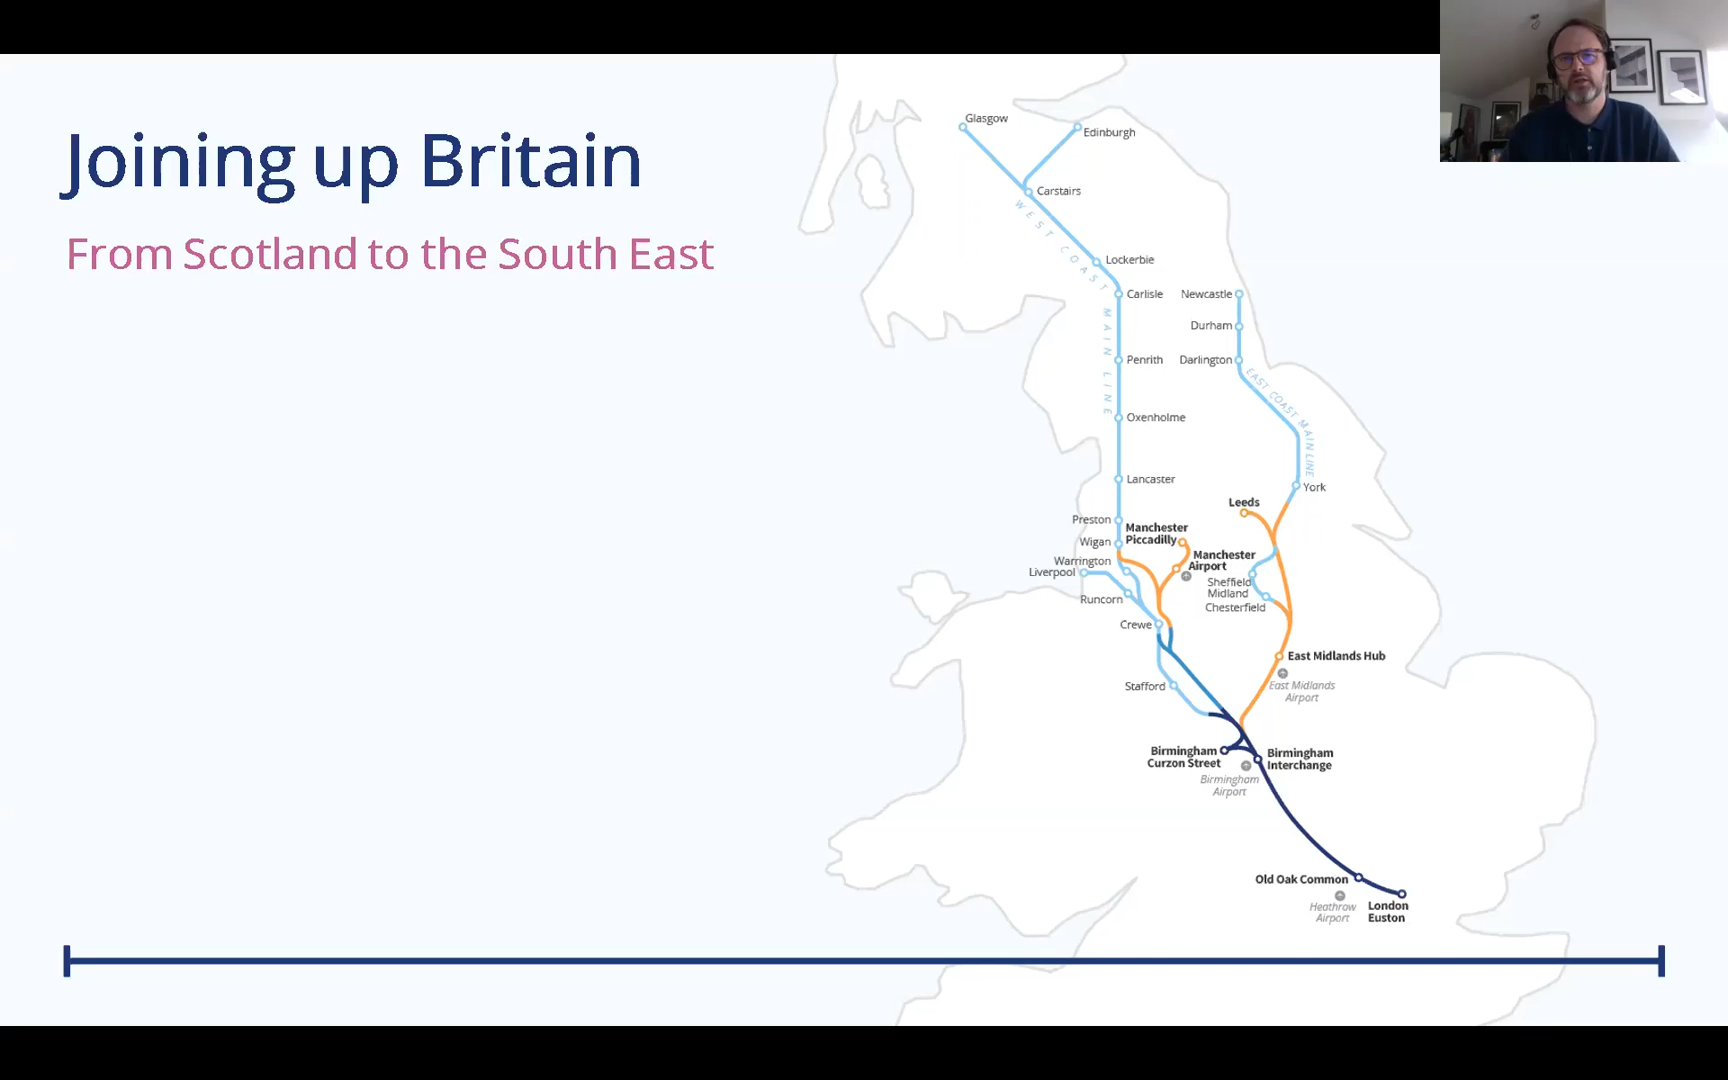 Joining up Britain
From Scotland to the South East
Glasgow
Edinburgh
Carstairs
WEST COAST MAIN LINE
Lockerbie
Carlisle
Newcastle
Durham
Penrith
Darlington
EAST COAST MAIN LINE
Oxenholme
Lancaster
York
Leeds
Preston
Manchester
Piccadilly
Wigan
Manchester
Airport
Warrington
Liverpool
Sheffield
Midland
Runcorn
Chesterfield
Crewe
East Midlands Hub
East Midlands
Airport
Stafford
Birmingham
Curzon Street
Birmingham
Interchange
Birmingham
Airport
Old Oak Common
Heathrow
Airport
London
Euston